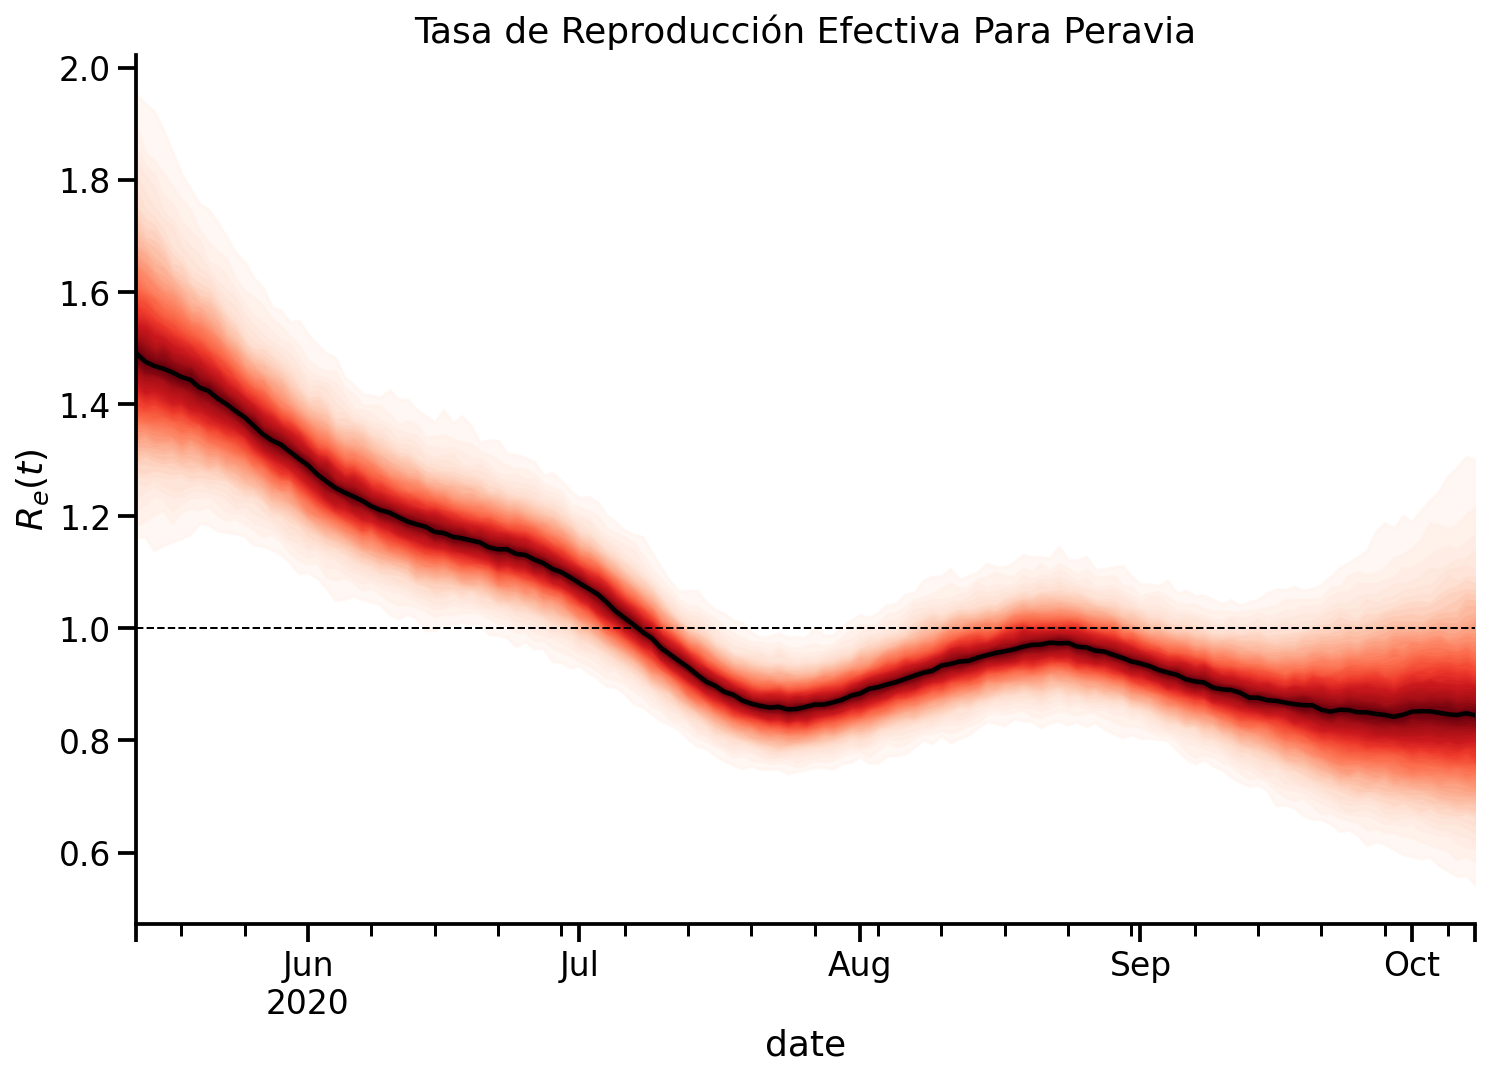 Tasa de Reproducción Efectiva Para Peravia
2.0
1.8
1.6
1.4
1.2
1.0
0.8
0.6
R_e(t)
Jun Jul Aug Sep Oct
2020
date